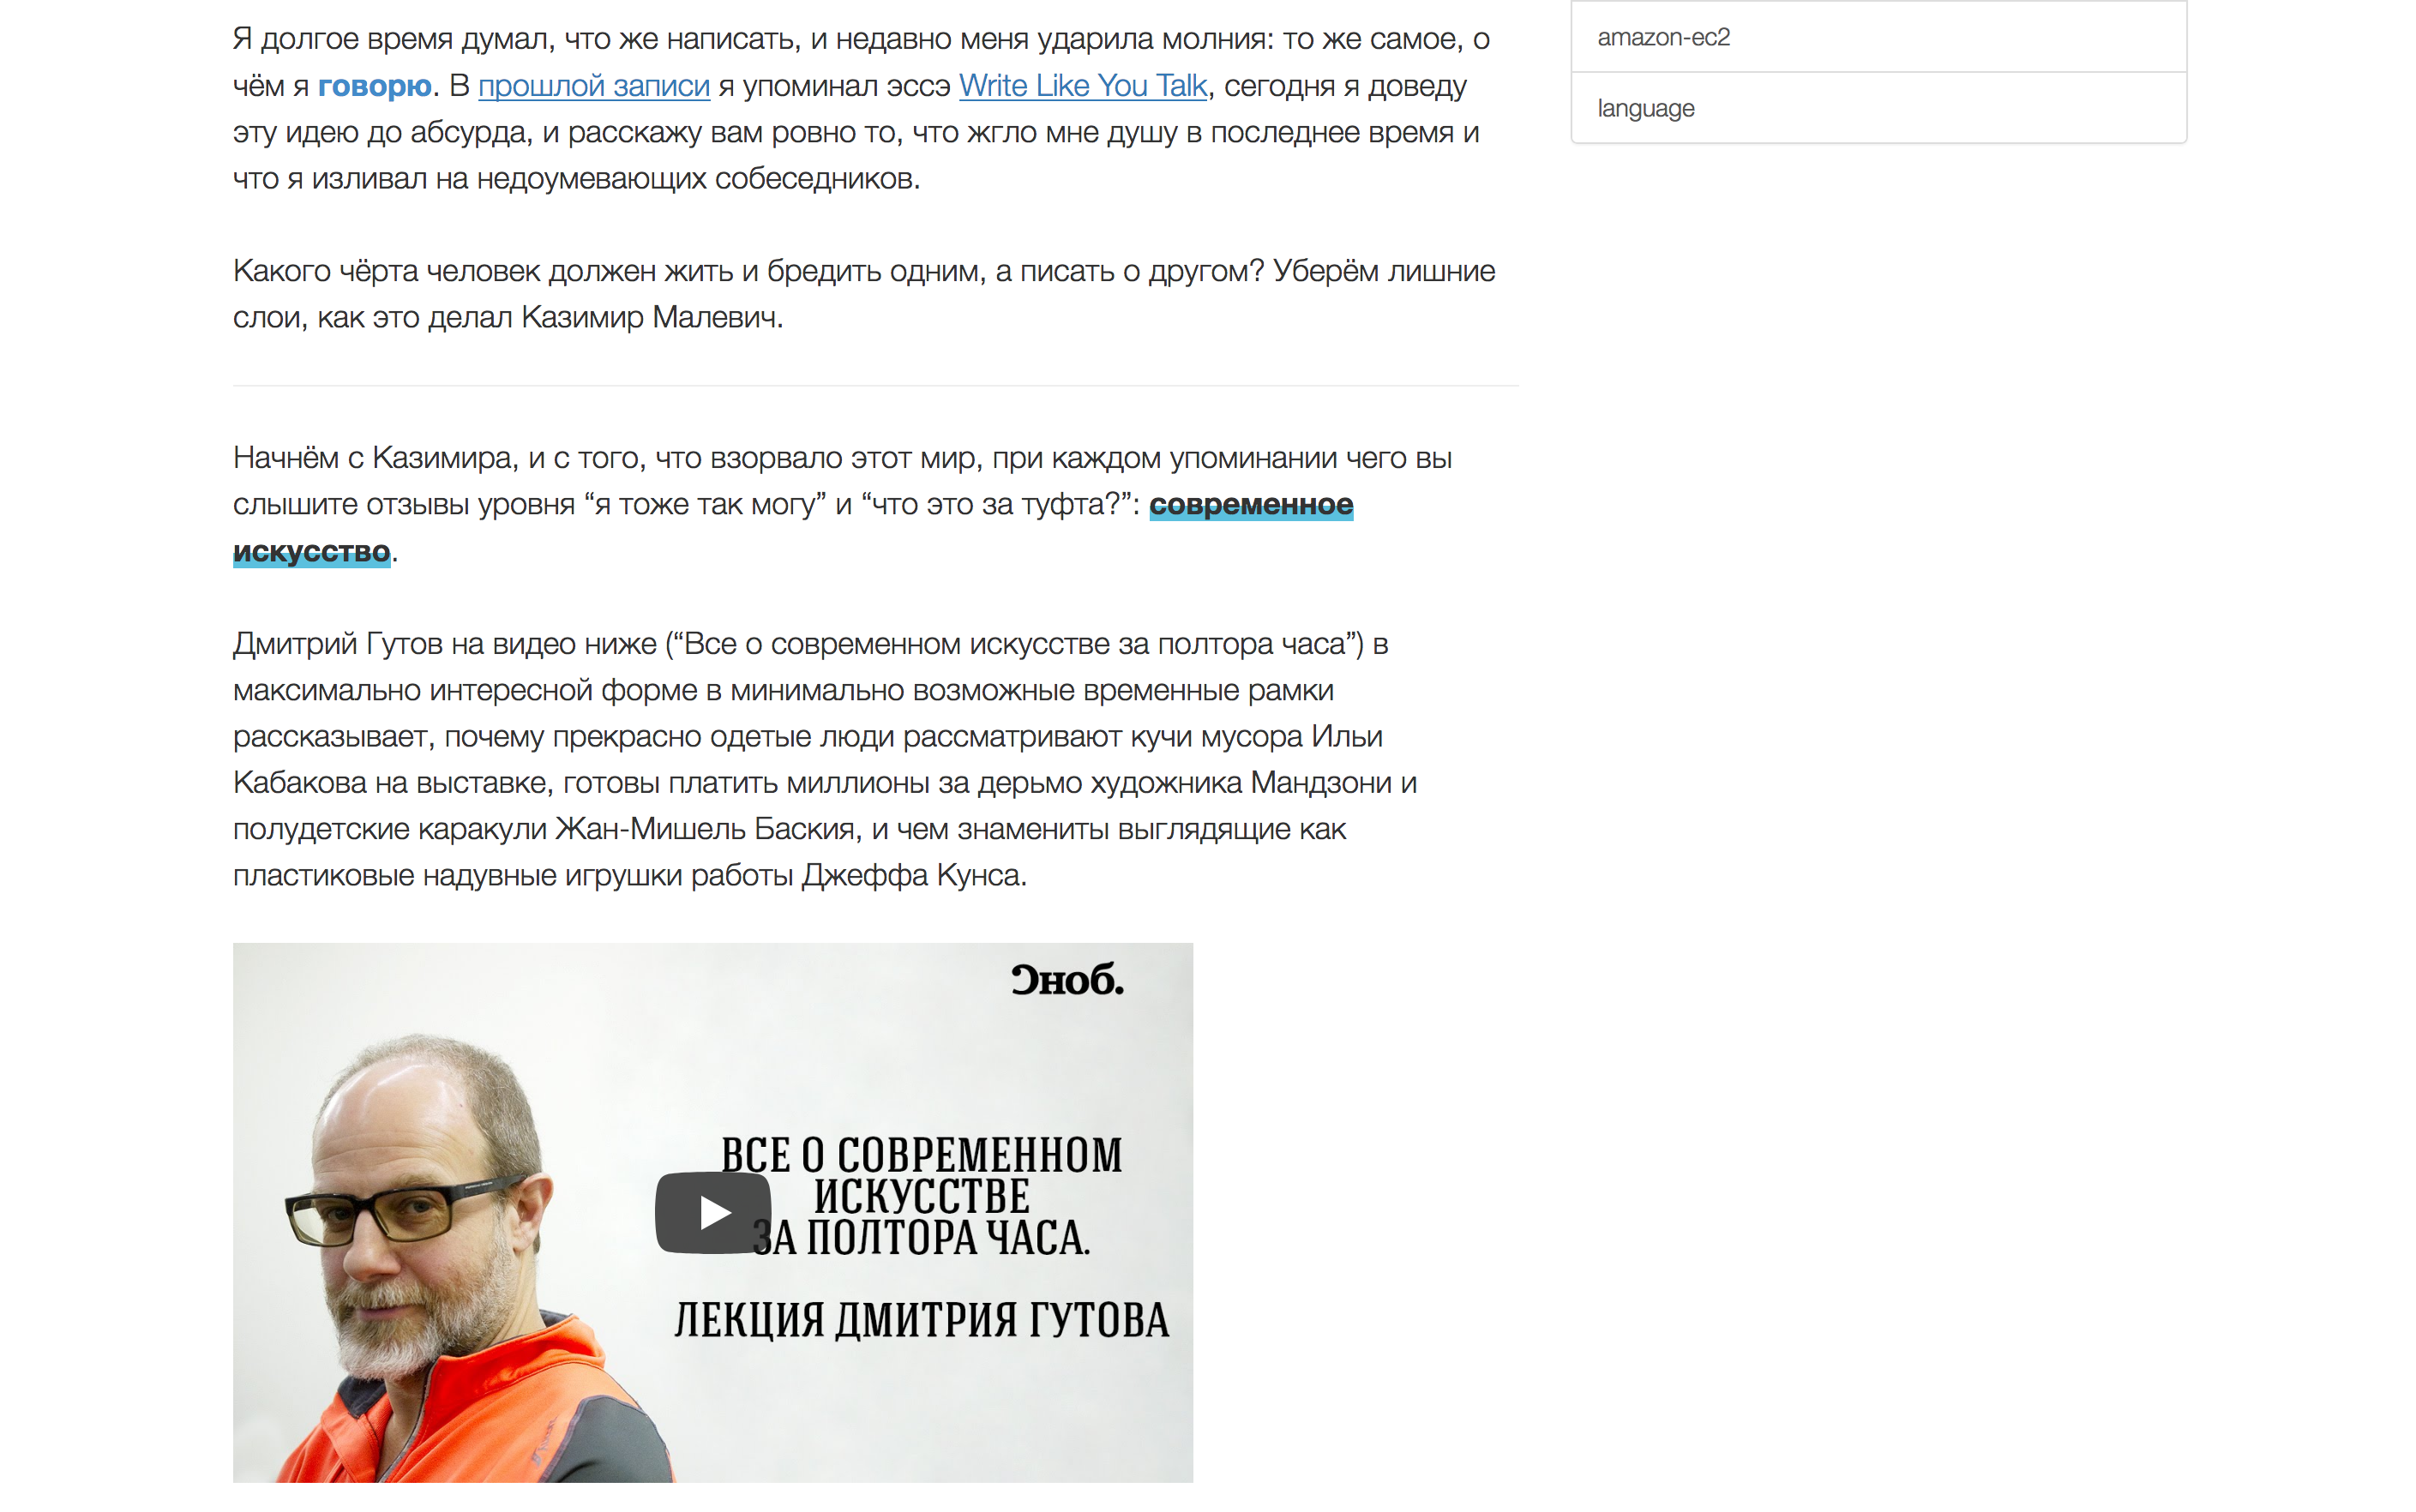 Я долгое время думал, что же написать, и недавно меня ударила молния: то же самое, о
чём я говорю. В прошлой записи я упоминал эссэ Write Like You Talk, сегодня я доведу
эту идею до абсурда, и расскажу вам ровно то, что жгло мне душу в последнее время и
что я изливал на недоумевающих собеседников.
Какого чёрта человек должен жить и бредить одним, а писать о другом? Уберём лишние
слои, как это делал Казимир Малевич.
Начнём с Казимира, и с того, что взорвало этот мир, при каждом упоминании чего вы
слышите отзывы уровня “я тоже так могу” и “что это за туфта?”: современное
искусство.
Дмитрий Гутов на видео ниже (“Все о современном искусстве за полтора часа”) в
максимально интересной форме в минимально возможные временные рамки
рассказывает, почему прекрасно одетые люди рассматривают кучи мусора Ильи
Кабакова на выставке, готовы платить миллионы за дерьмо художника Мандзони и
полудетские каракули Жан-Мишель Баския, и чем знамениты выглядящие как
пластиковые надувные игрушки работы Джеффа Кунса.
Сноб.
ВСЕ О СОВРЕМЕННОМ
ИСКУССТВЕ
ЗА ПОЛТОРА ЧАСА.
ЛЕКЦИЯ ДМИТРИЯ ГУТОВА
amazon-ec2
language